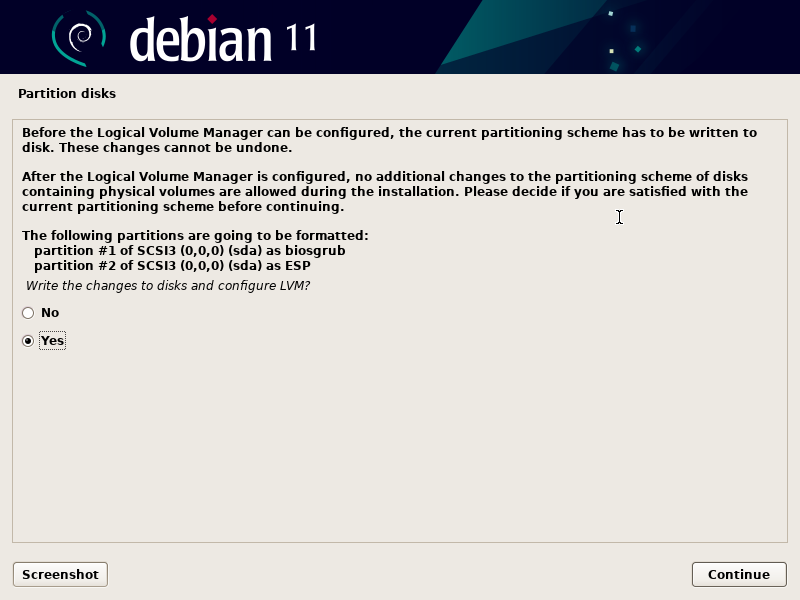 debian 11
Partition disks
Before the Logical Volume Manager can be configured, the current partitioning scheme has to be written to
disk. These changes cannot be undone.
After the Logical Volume Manager is configured, no additional changes to the partitioning scheme of disks
containing physical volumes are allowed during the installation. Please decide if you are satisfied with the
current partitioning scheme before continuing.
The following partitions are going to be formatted:
partition #1 of SCSI3 (0,0,0) (sda) as biosgrub
partition #2 of SCSI3 (0,0,0) (sda) as ESP
Write the changes to disks and configure LVM?
No
Yes
Screenshot
Continue